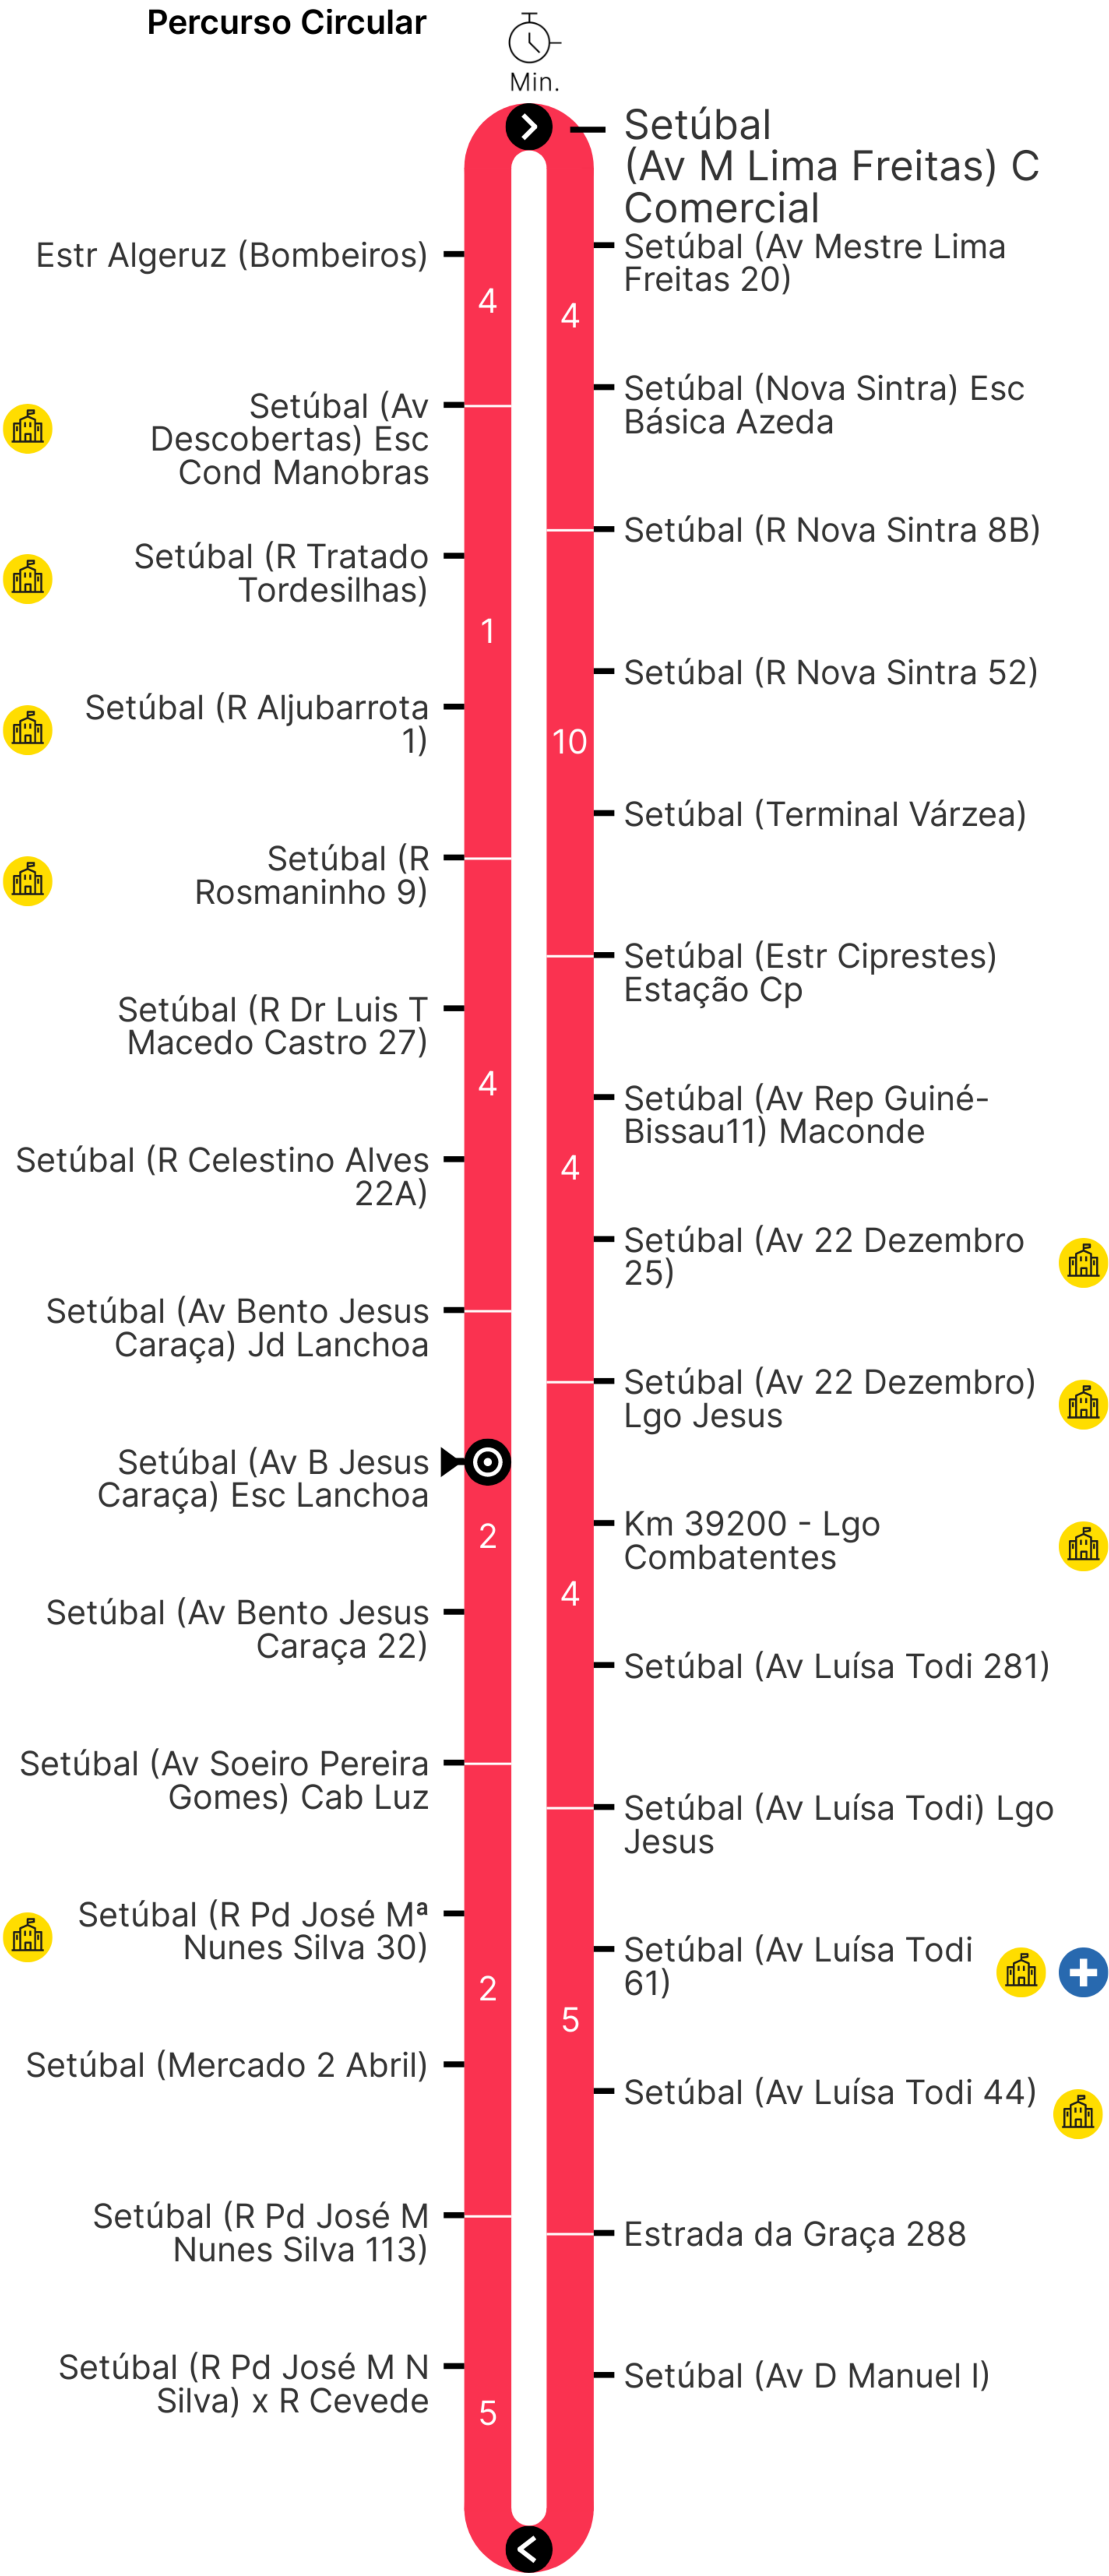 Percurso Circular
Min.
Setúbal
(Av M Lima Freitas) C
Comercial
Setúbal (Av Mestre Lima
Freitas 20)
4
Setúbal (Nova Sintra) Esc
Básica Azeda
Setúbal (R Nova Sintra 8B)
Setúbal (R Nova Sintra 52)
10
Setúbal (Terminal Várzea)
Setúbal (Estr Ciprestes)
Estação Cp
Setúbal (Av Rep Guiné-
Bissau11) Maconde
4
Setúbal (Av 22 Dezembro
25)
Setúbal (Av 22 Dezembro)
Lgo Jesus
Km 39200 - Lgo
Combatentes
4
Setúbal (Av Luísa Todi 281)
Setúbal (Av Luísa Todi) Lgo
Jesus
Setúbal (Av Luísa Todi
61)
5
Setúbal (Av Luísa Todi 44)
Estrada da Graça 288
Setúbal (Av D Manuel I)
Estr Algeruz (Bombeiros)
4
Setúbal (Av
Descobertas) Esc
Cond Manobras
Setúbal (R Tratado
Tordesilhas)
1
Setúbal (R Aljubarrota
1)
Setúbal (R
Rosmaninho 9)
Setúbal (R Dr Luis T
Macedo Castro 27)
4
Setúbal (R Celestino Alves
22A)
Setúbal (Av Bento Jesus
Caraça) Jd Lanchoa
Setúbal (Av B Jesus
Caraça) Esc Lanchoa
2
Setúbal (Av Bento Jesus
Caraça 22)
Setúbal (Av Soeiro Pereira
Gomes) Cab Luz
Setúbal (R Pd José Mª
Nunes Silva 30)
2
Setúbal (Mercado 2 Abril)
Setúbal (R Pd José M
Nunes Silva 113)
Setúbal (R Pd José M N
Silva) x R Cevede
5